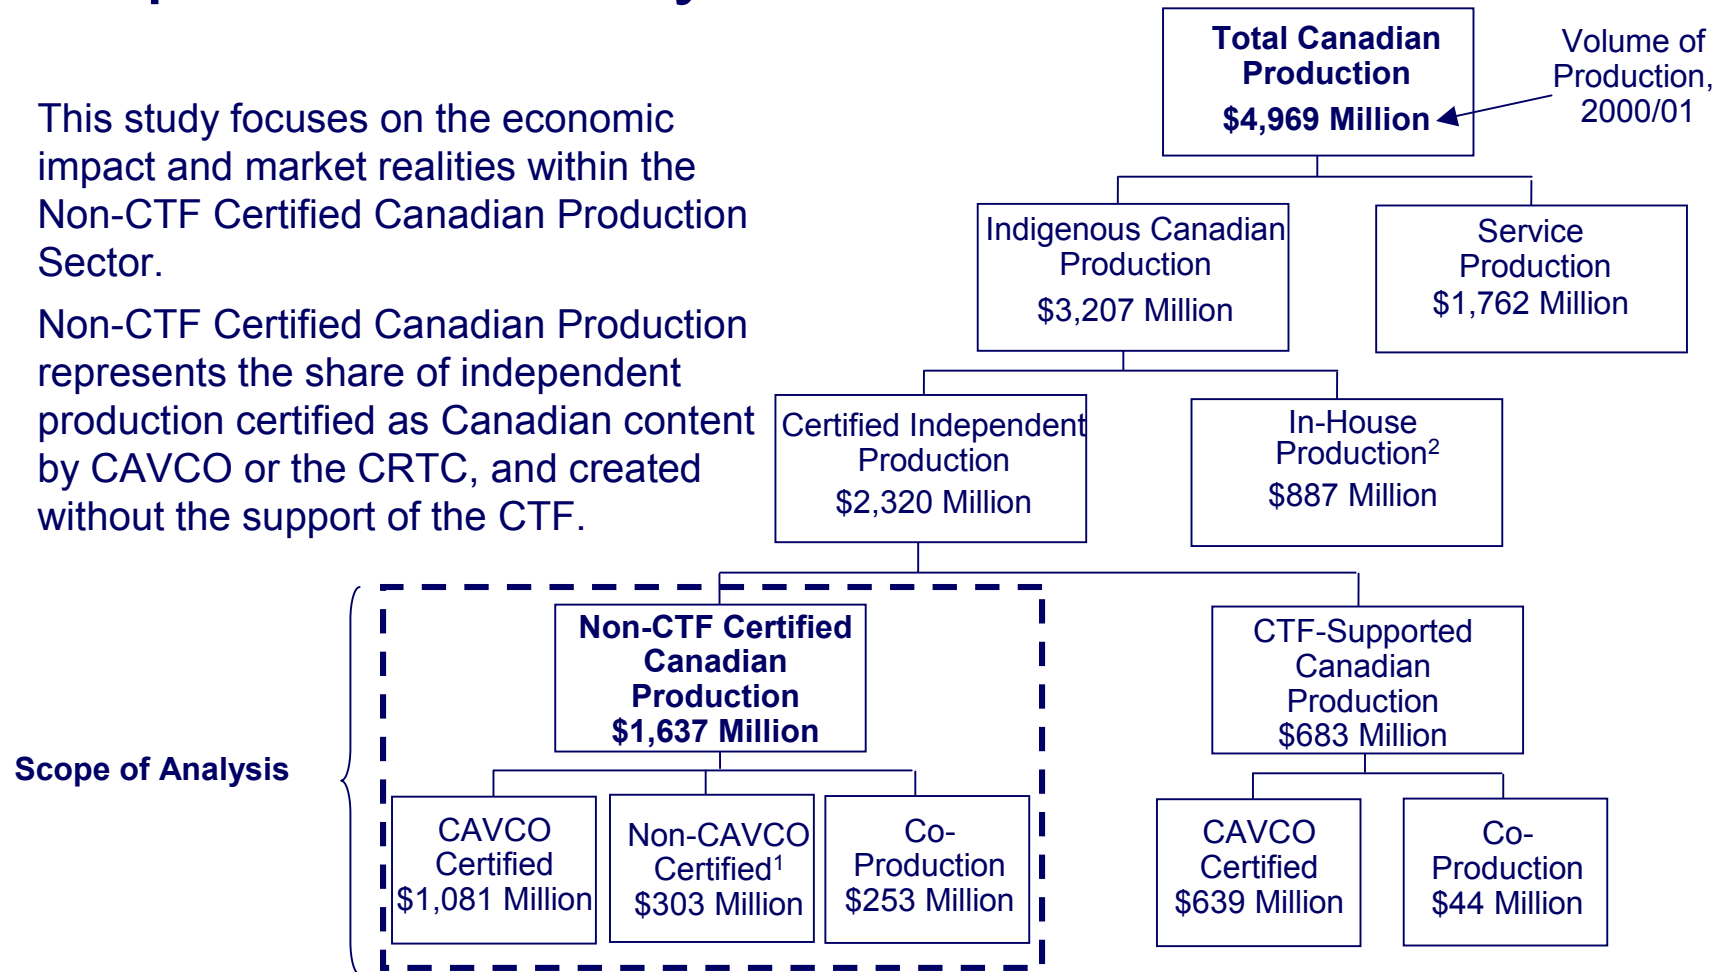 This study focuses on the economic
impact and market realities within the
Non-CTF Certified Canadian Production
Sector.
Non-CTF Certified Canadian Production
represents the share of independent
production certified as Canadian content
by CAVCO or the CRTC, and created
without the support of the CTF.
Total Canadian
Production
$4,969 Million
Volume of
Production,
2000/01
Indigenous Canadian
Production
$3,207 Million
Service
Production
$1,762 Million
Certified Independent
Production
$2,320 Million
In-House
Production²
$887 Million
Scope of Analysis
Non-CTF Certified
Canadian
Production
$1,637 Million
CTF-Supported
Canadian
Production
$683 Million
CAVCO
Certified
$1,081 Million
Non-CAVCO
Certified¹
$303 Million
Co-
Production
$253 Million
CAVCO
Certified
$639 Million
Co-
Production
$44 Million